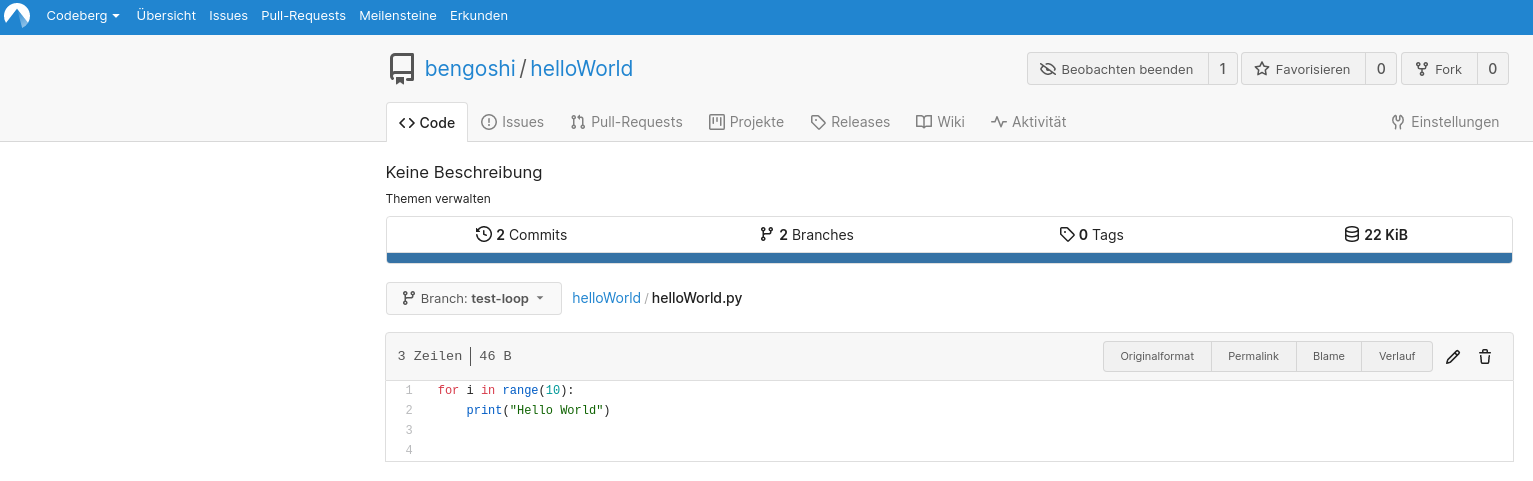 Codeberg Übersicht Issues Pull-Requests Meilensteine Erkunden
bengoshi / helloWorld
Beobachten beenden 1 Favorisieren 0 Fork 0
Code Issues Pull-Requests Projekte Releases Wiki Aktivität Einstellungen
Keine Beschreibung
Themen verwalten
2 Commits 2 Branches 0 Tags 22 KiB
Branch: test-loop helloWorld / helloWorld.py
3 Zeilen 46 B Originalformat Permalink Blame Verlauf
1 for i in range(10):
2     print("Hello World")
3
4